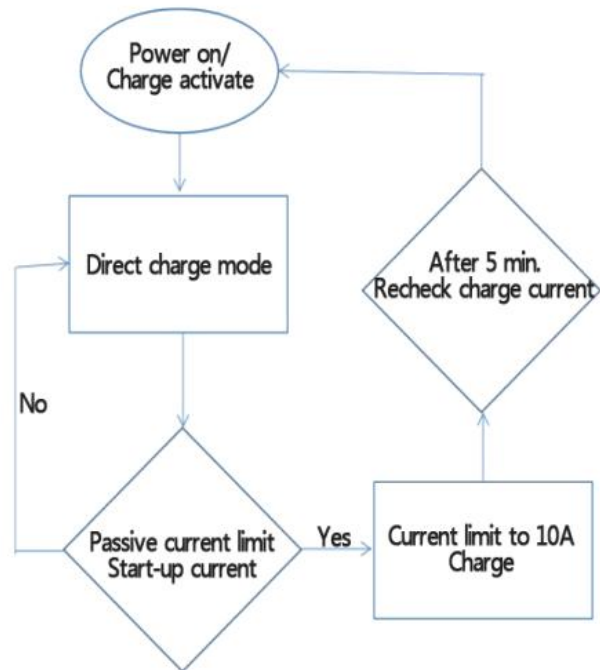 Power on/
Charge activate
Direct charge mode
After 5 min.
Recheck charge current
No
Passive current limit
Start-up current
Yes
Current limit to 10A
Charge